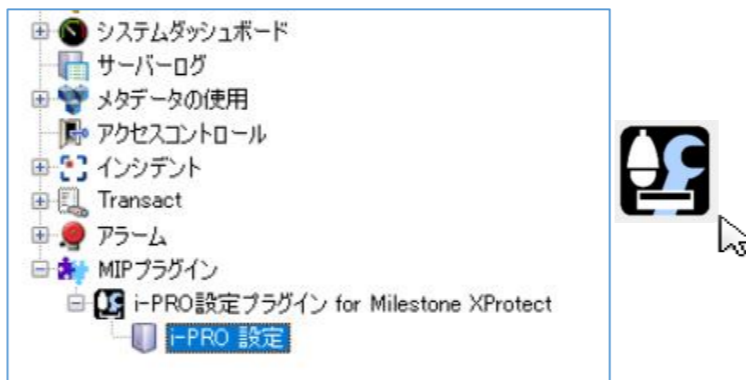 システムダッシュボード
サーバーログ
メタデータの使用
アクセスコントロール
インシデント
Transact
アラーム
MIPプラグイン
i-PRO設定プラグイン for Milestone XProtect
i-PRO 設定